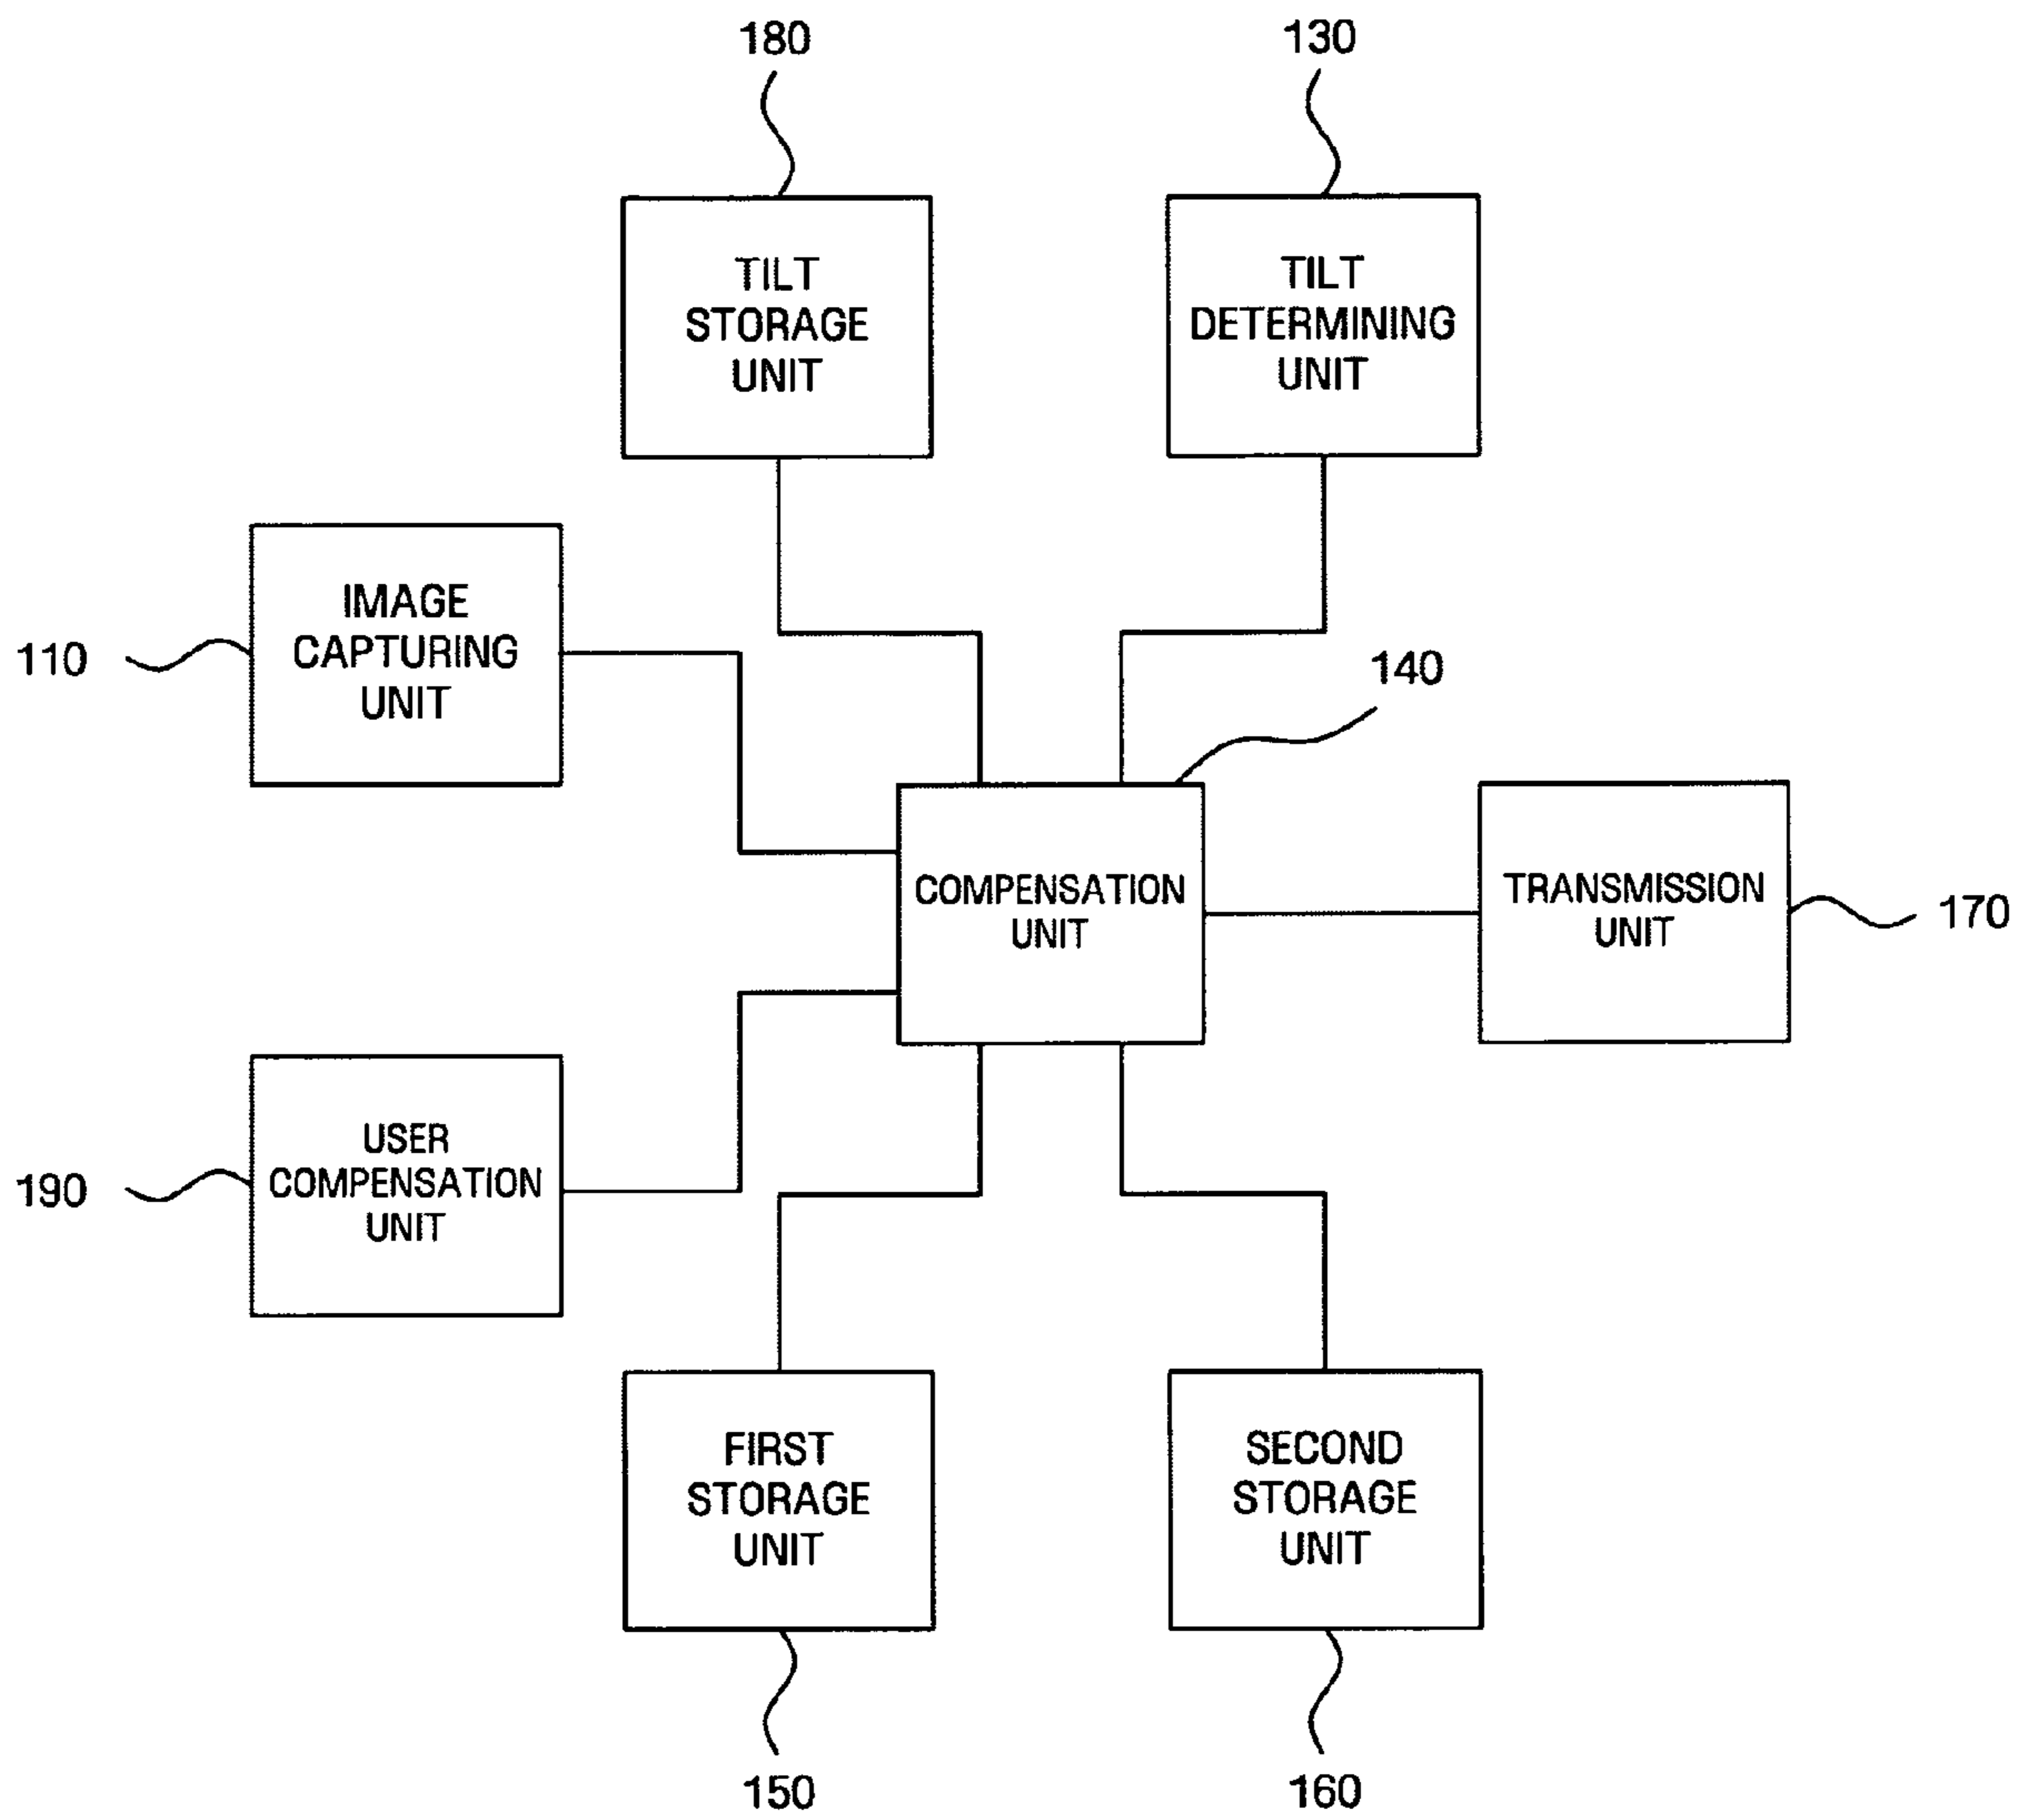 180
130
TILT
STORAGE
UNIT
TILT
DETERMINING
UNIT
110
IMAGE
CAPTURING
UNIT
140
COMPENSATION
UNIT
TRANSMISSION
UNIT
170
190
USER
COMPENSATION
UNIT
FIRST
STORAGE
UNIT
SECOND
STORAGE
UNIT
150
160